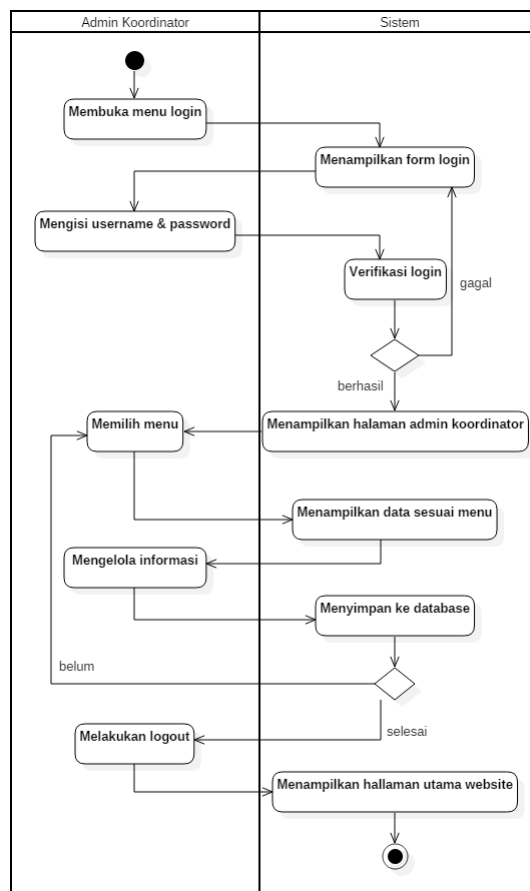 Admin Koordinator
Sistem
Membuka menu login
Menampilkan form login
Mengisi username & password
Verifikasi login
gagal
berhasil
Memilih menu
Menampilkan halaman admin koordinator
Menampilkan data sesuai menu
Mengelola informasi
Menyimpan ke database
belum
selesai
Melakukan logout
Menampilkan hallaman utama website